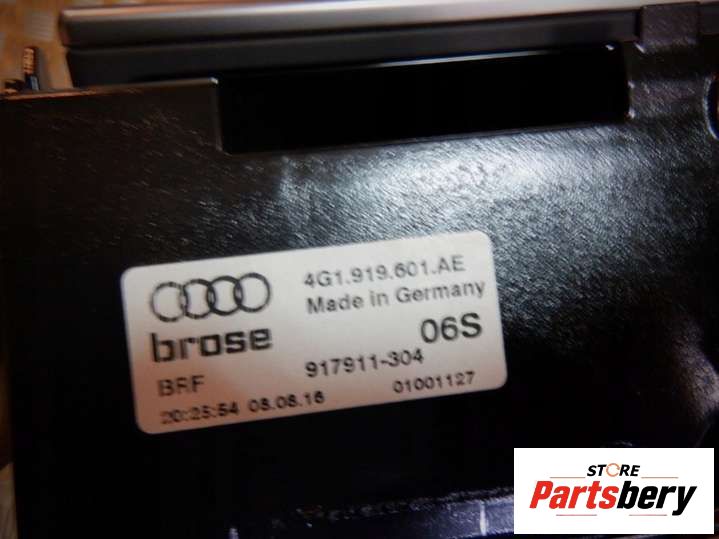 4G1.919.601.AE
Made in Germany
brose
06S
917911-304
BRF
01001127
20:25:54 08.08.16
STORE
Partsbery